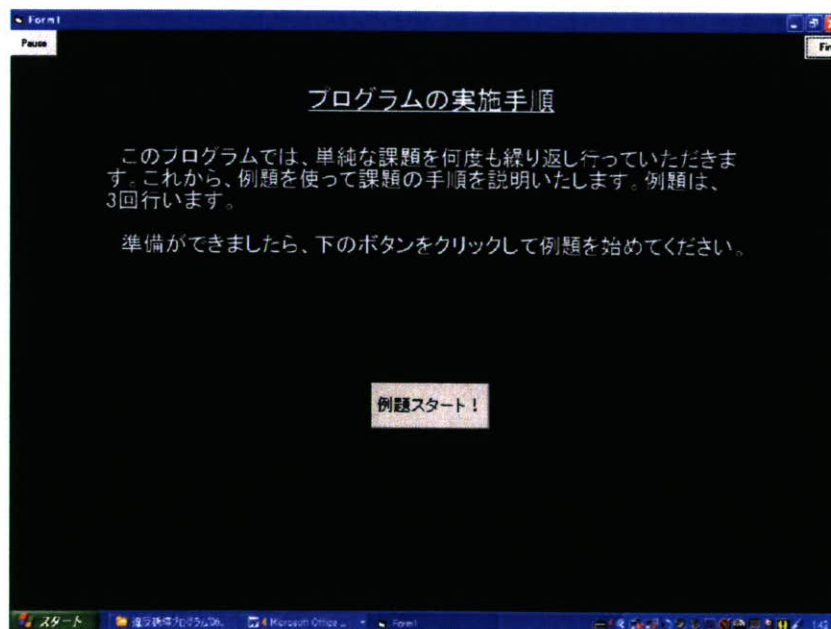 Form1
Pause
プログラムの実施手順
このプログラムでは、単純な課題を何度も繰り返し行っていただきま
す。これから、例題を使って課題の手順を説明いたします。例題は、
3回行います。
準備ができましたら、下のボタンをクリックして例題を始めてください。
例題スタート！
スタート
4 Microsoft Office ...
Form1
1:42